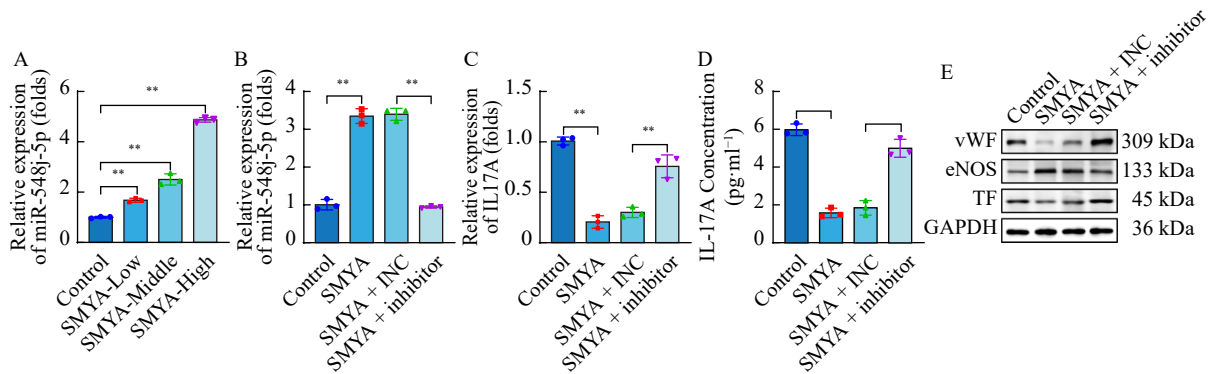 A
Relative expression
of miR-548j-5p (folds)
6
4
2
0
**
**
**
Control
SMYA-Low
SMYA-Middle
SMYA-High
B
Relative expression
of miR-548j-5p (folds)
4
3
2
1
0
**
**
Control
SMYA
SMYA + INC
SMYA + inhibitor
C
Relative expression
of IL17A (folds)
1.5
1.0
0.5
0
**
**
Control
SMYA
SMYA + INC
SMYA + inhibitor
D
IL-17A Concentration
(pg·ml⁻¹)
8
6
4
2
0
Control
SMYA
SMYA + INC
SMYA + inhibitor
E
Control
SMYA
SMYA + INC
SMYA + inhibitor
vWF 309 kDa
eNOS 133 kDa
TF 45 kDa
GAPDH 36 kDa